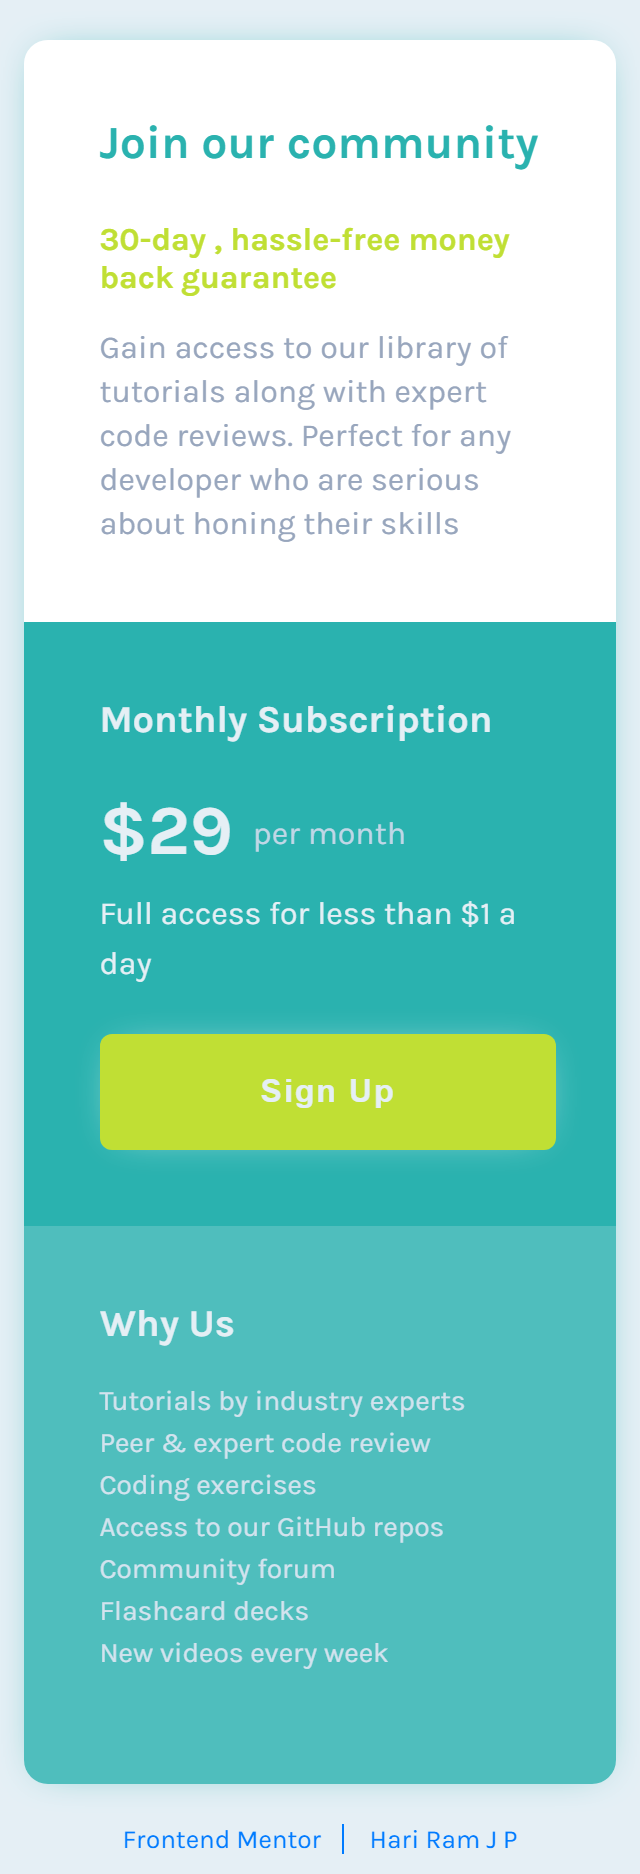 Join our community
30-day , hassle-free money
back guarantee
Gain access to our library of
tutorials along with expert
code reviews. Perfect for any
developer who are serious
about honing their skills
Monthly Subscription
$29 per month
Full access for less than $1 a
day
Sign Up
Why Us
Tutorials by industry experts
Peer & expert code review
Coding exercises
Access to our GitHub repos
Community forum
Flashcard decks
New videos every week
Frontend Mentor | Hari Ram J P